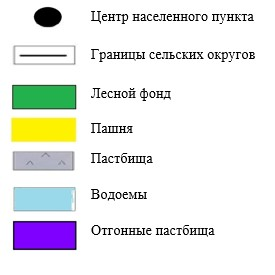 Центр населенного пункта
Границы сельских округов
Лесной фонд
Пашня
Пастбища
Водоемы
Отгонные пастбища